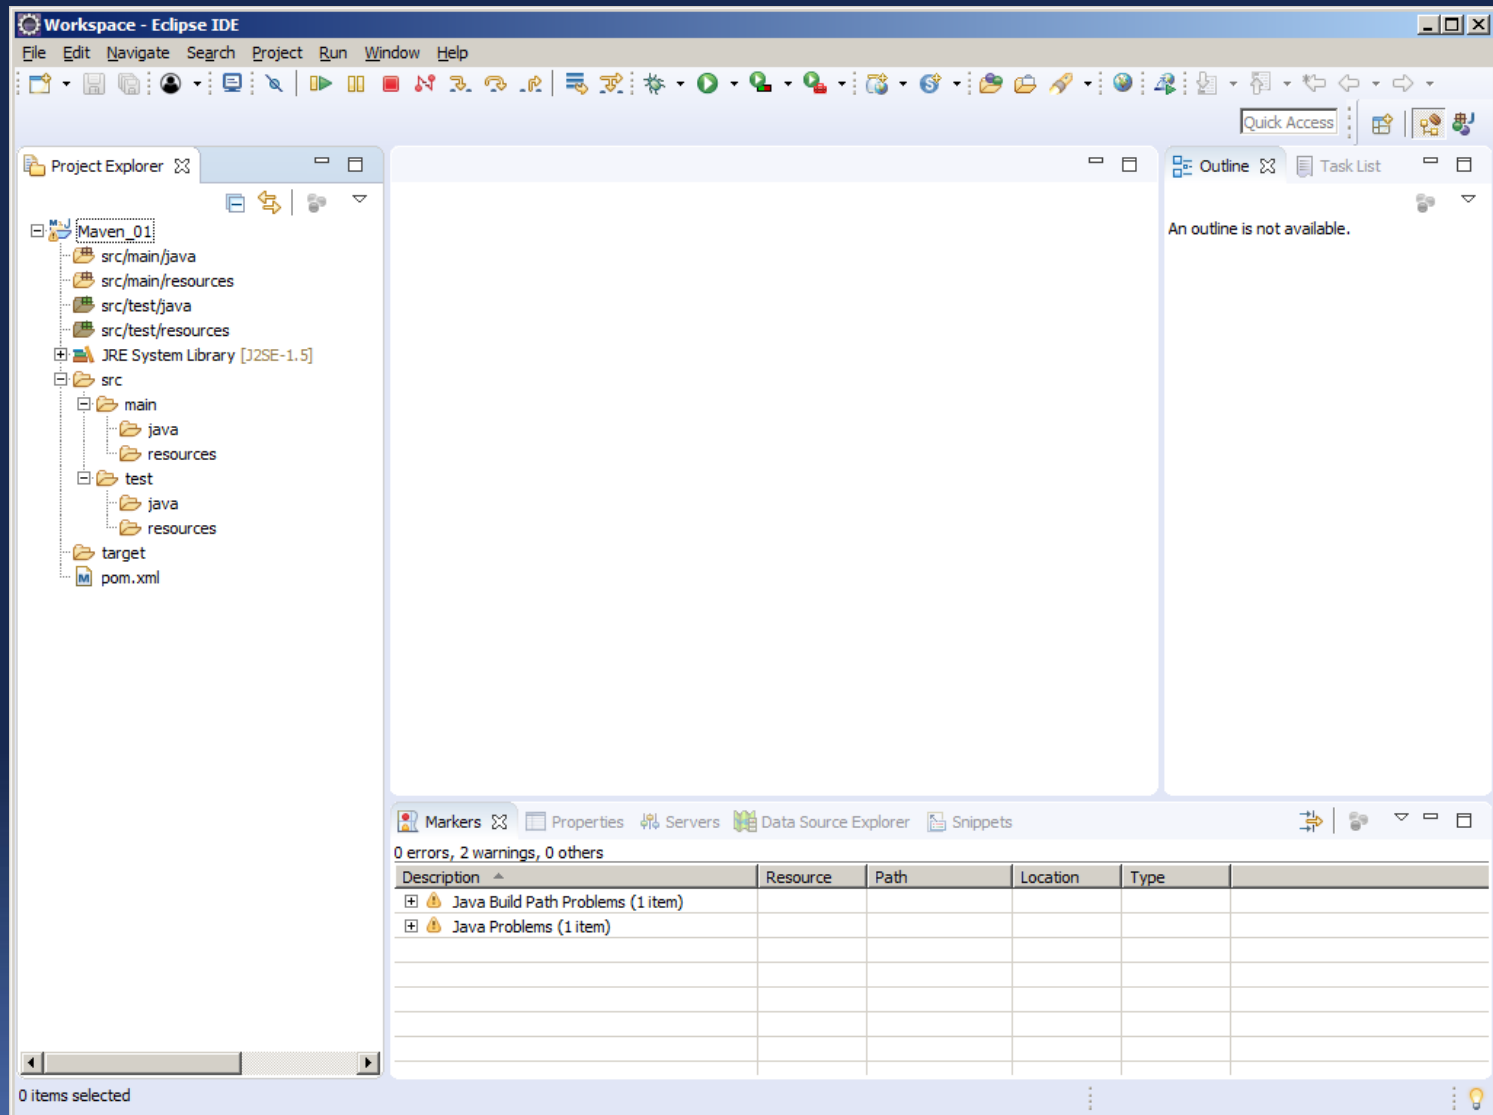 Workspace - Eclipse IDE
File Edit Navigate Search Project Run Window Help
Quick Access
Project Explorer
Maven_01
src/main/java
src/main/resources
src/test/java
src/test/resources
JRE System Library [J2SE-1.5]
src
main
java
resources
test
java
resources
target
pom.xml
Outline Task List
An outline is not available.
Markers Properties Servers Data Source Explorer Snippets
0 errors, 2 warnings, 0 others
Description Resource Path Location Type
Java Build Path Problems (1 item)
Java Problems (1 item)
0 items selected